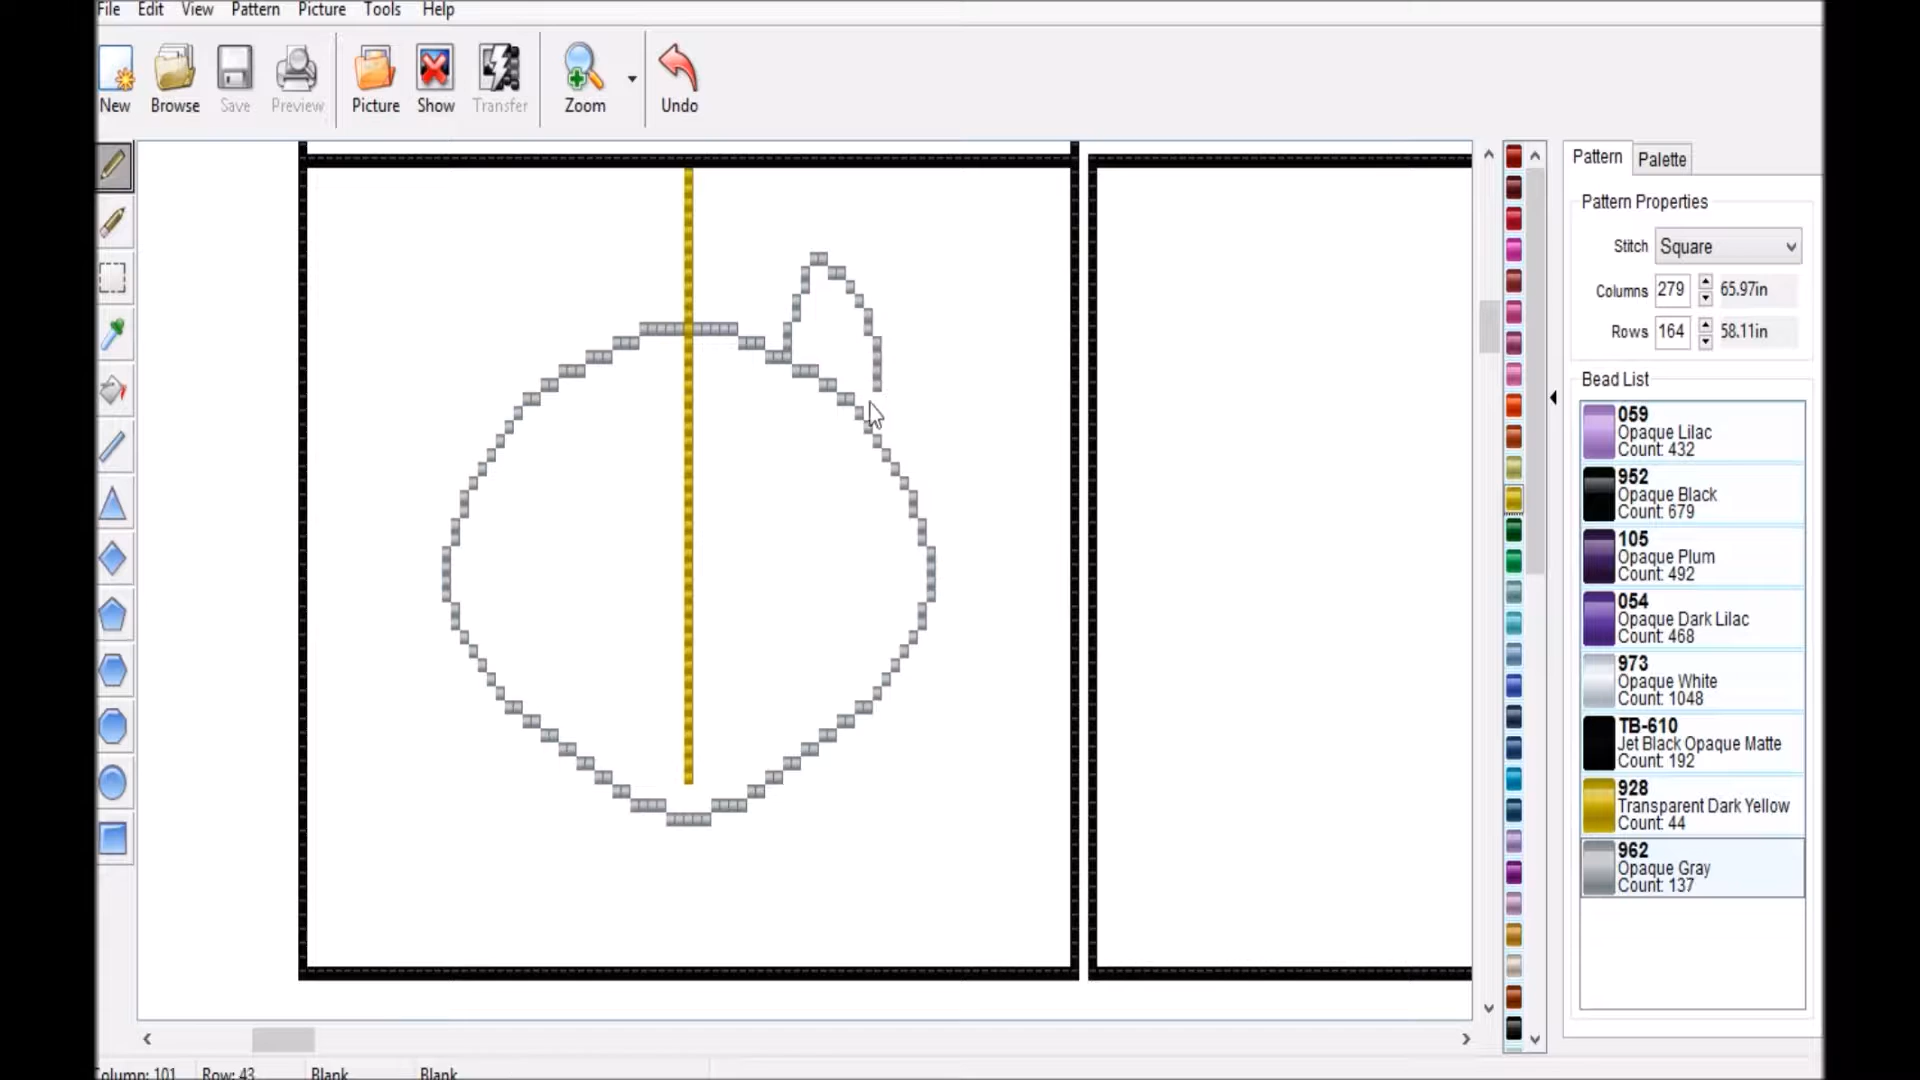 File Edit View Pattern Picture Tools Help
New Browse Save Preview Picture Show Transfer Zoom Undo
Pattern Palette
Pattern Properties
Stitch Square
Columns 279 65.97in
Rows 164 58.11in
Bead List
059
Opaque Lilac
Count: 432
952
Opaque Black
Count: 679
105
Opaque Plum
Count: 492
054
Opaque Dark Lilac
Count: 468
973
Opaque White
Count: 1048
TB-610
Jet Black Opaque Matte
Count: 192
928
Transparent Dark Yellow
Count: 44
962
Opaque Gray
Count: 137
Column: 101 Row: 43 Blank Blank